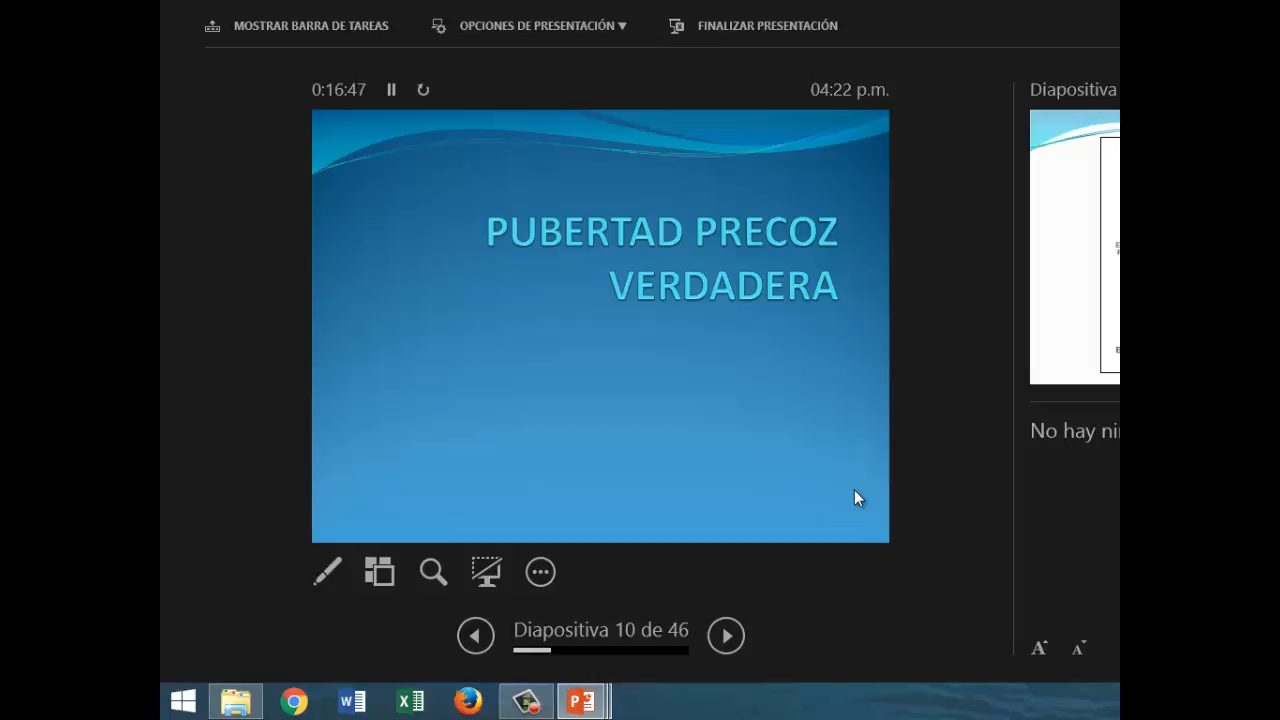 MOSTRAR BARRA DE TAREAS
OPCIONES DE PRESENTACIÓN ▼
FINALIZAR PRESENTACIÓN
0:16:47
04:22 p.m.
Diapositiva
PUBERTAD PRECOZ
VERDADERA
No hay
Diapositiva 10 de 46
A A